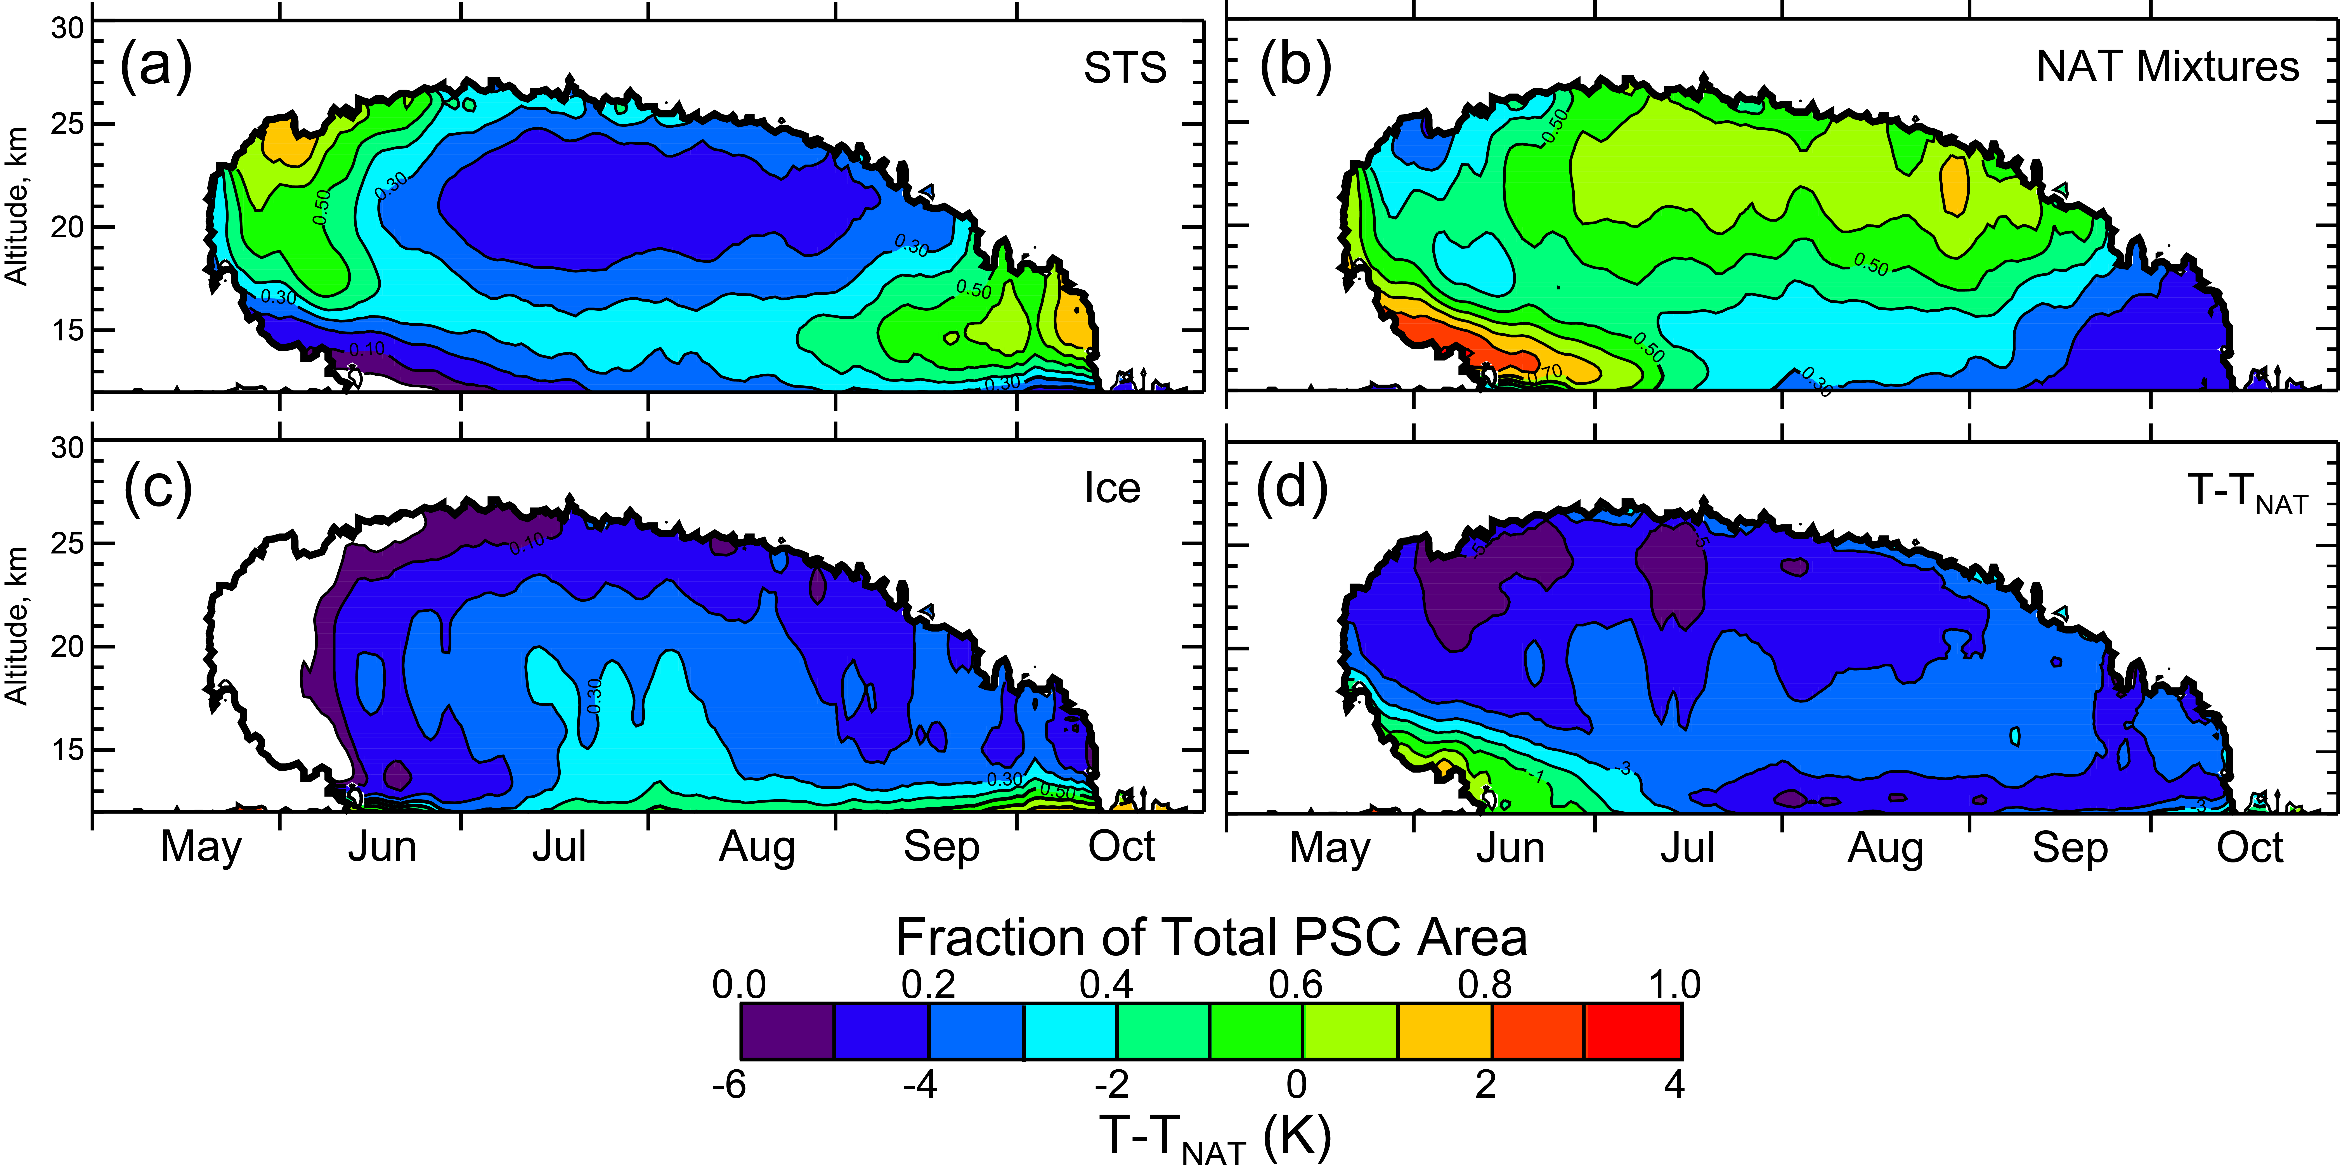 30
25
20
15
Altitude, km
(a)
STS
0.50
0.30
0.30
0.10
0.30
0.50
0.30
(b)
NAT Mixtures
0.50
0.50
0.50
0.70
0.30
30
25
20
15
Altitude, km
(c)
Ice
0.10
0.30
0.30
0.50
May Jun Jul Aug Sep Oct
(d)
T-TNAT
-5
-5
-1
-3
-3
May Jun Jul Aug Sep Oct
Fraction of Total PSC Area
0.0 0.2 0.4 0.6 0.8 1.0
-6 -4 -2 0 2 4
T-TNAT (K)